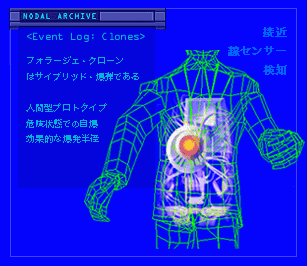 NODAL ARCHIVE
<Event Log: Clones>
フォラージェ・クローン
はサイブリッド・爆弾である
人間型プロトタイプ
危険状態での自爆
効果的な爆発半径
接近
線センサー
検知